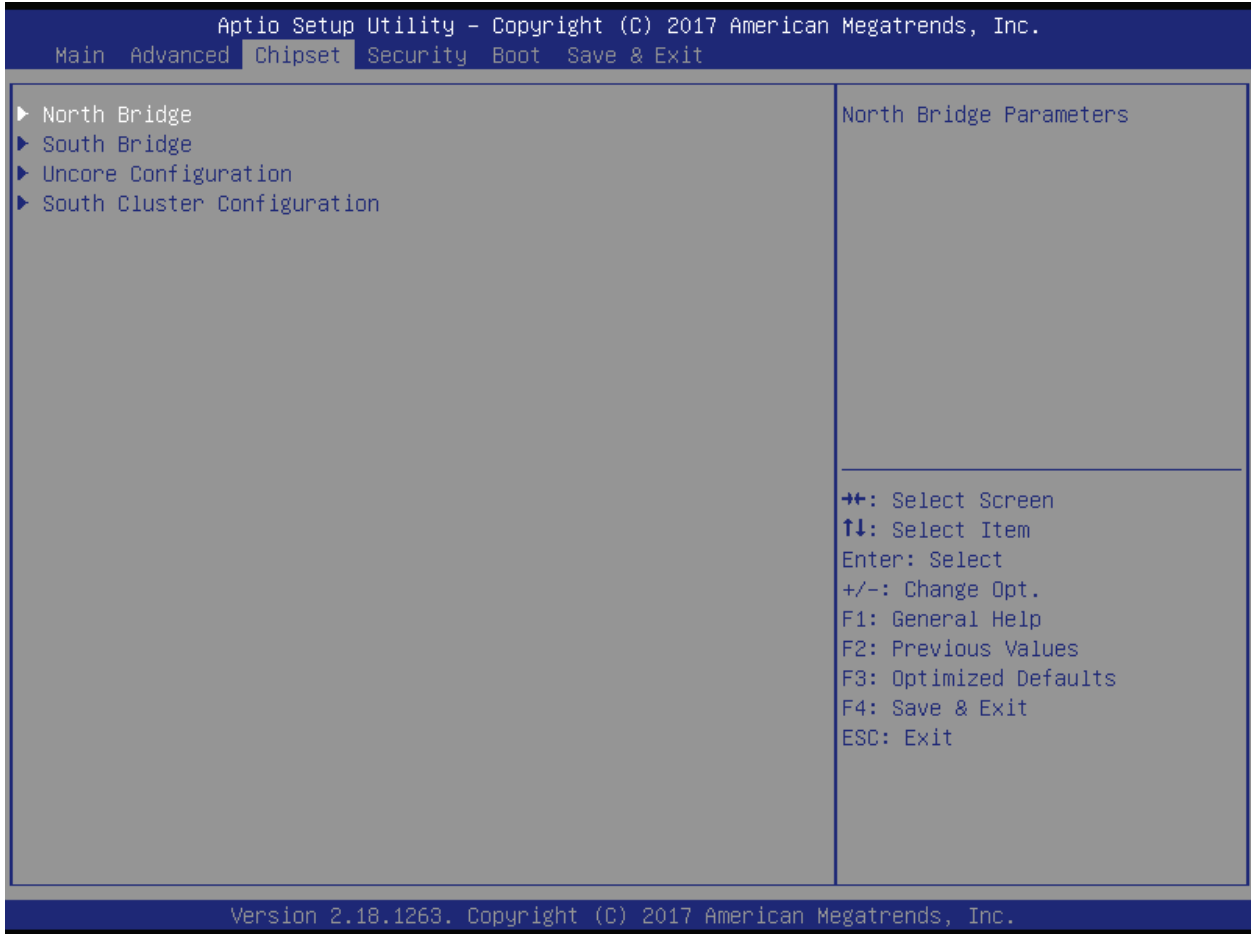 Aptio Setup Utility – Copyright (C) 2017 American Megatrends, Inc.
Main Advanced Chipset Security Boot Save & Exit
▶ North Bridge
▶ South Bridge
▶ Uncore Configuration
▶ South Cluster Configuration
North Bridge Parameters
→←: Select Screen
↑↓: Select Item
Enter: Select
+/-: Change Opt.
F1: General Help
F2: Previous Values
F3: Optimized Defaults
F4: Save & Exit
ESC: Exit
Version 2.18.1263. Copyright (C) 2017 American Megatrends, Inc.